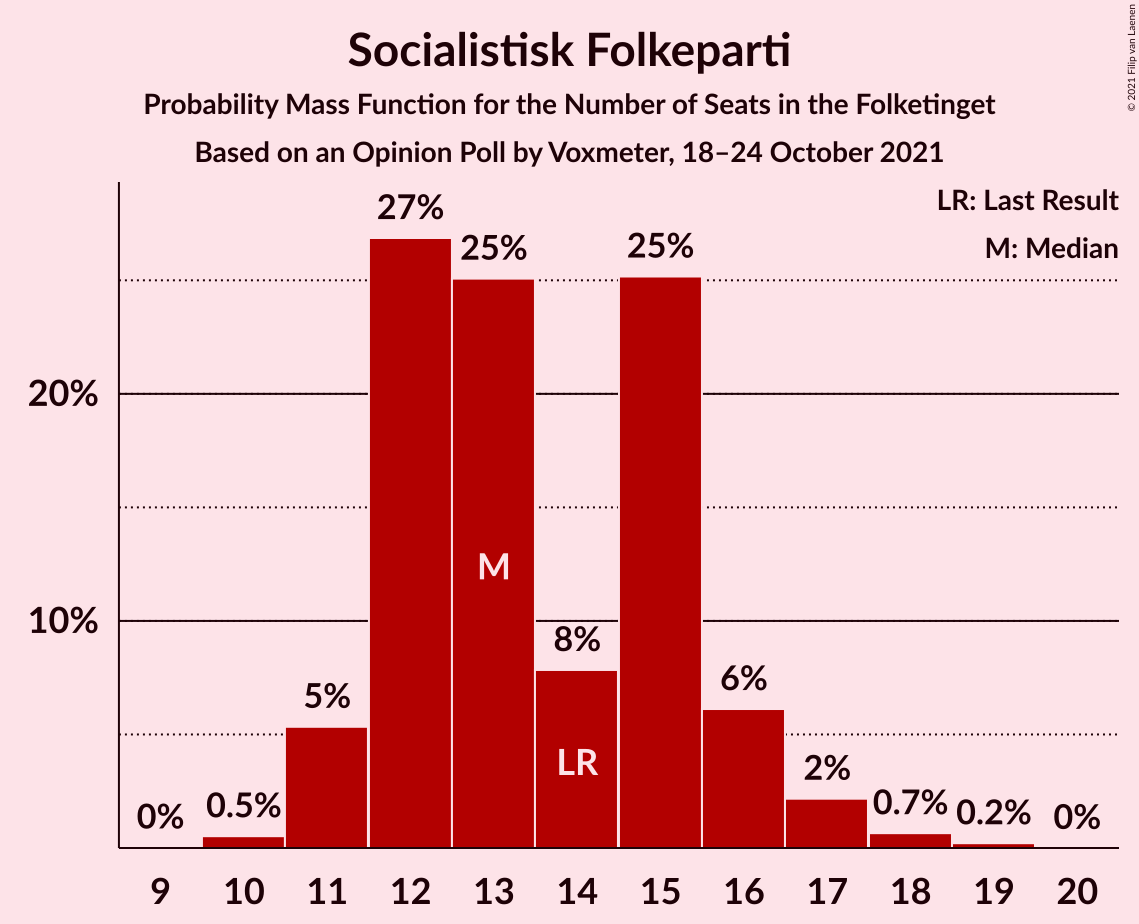 Socialistisk Folkeparti
Probability Mass Function for the Number of Seats in the Folketinget
Based on an Opinion Poll by Voxmeter, 18–24 October 2021
© 2021 Filip van Laenen
LR: Last Result
M: Median
27%
25%
25%
20%
M
10%
8%
6%
5%
LR
2%
0%
0.5%
0.7%
0.2%
0%
9 10 11 12 13 14 15 16 17 18 19 20